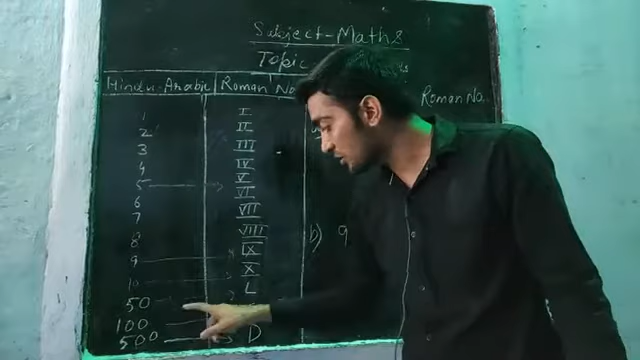 Subject-Maths
Topic
Hindu-Arabic Roman No. Roman No.
1 I
2 II
3 III
4 IV
5 V
6 VI
7 VII
8 VIIII
9 IX
10 X
50 L
100
500 D
b) 9